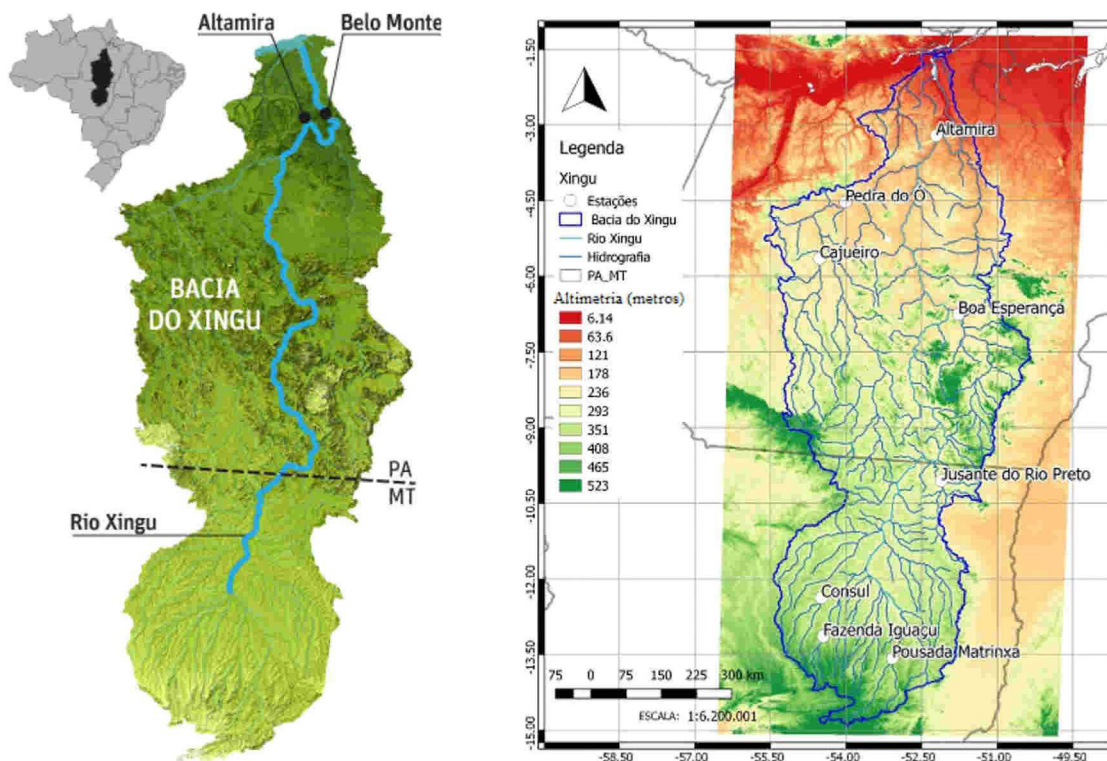 Altamira
Belo Monte
BACIA
DO XINGU
PA
MT
Rio Xingu
Legenda
Xingu
Estações
Bacia do Xingu
Rio Xingu
Hidrografia
PA_MT
Altimetria (metros)
6.14
63.6
121
178
236
293
351
408
465
523
Altamira
Pedra do Ó
Cajueiro
Boa Esperança
Jusante do Rio Preto
Consul
Fazenda Iguaçu
Pousada Matrinxa
75 0 75 150 225 300 km
ESCALA: 1:6.200.001
-1.50
-3.00
-4.50
-6.00
-7.50
-9.00
-10.50
-12.00
-13.50
-15.00
-58.50 -57.00 -55.50 -54.00 -52.50 -51.00 -49.50